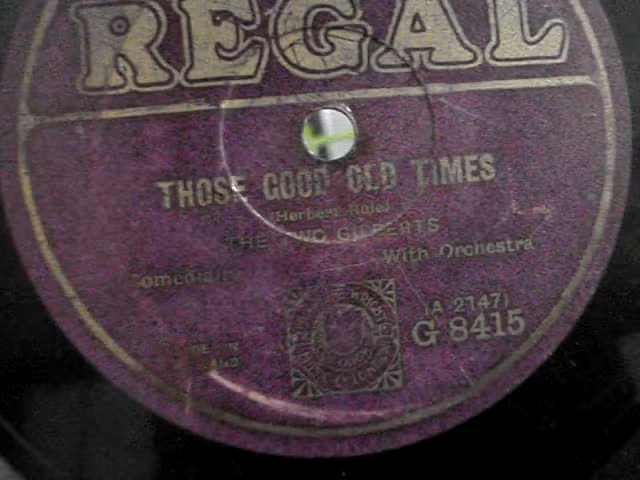 REGAL
THOSE GOOD OLD TIMES
(Herbert Rule)
THE TWO GILBERTS
Comedians
With Orchestra
(A 2147)
G 8415